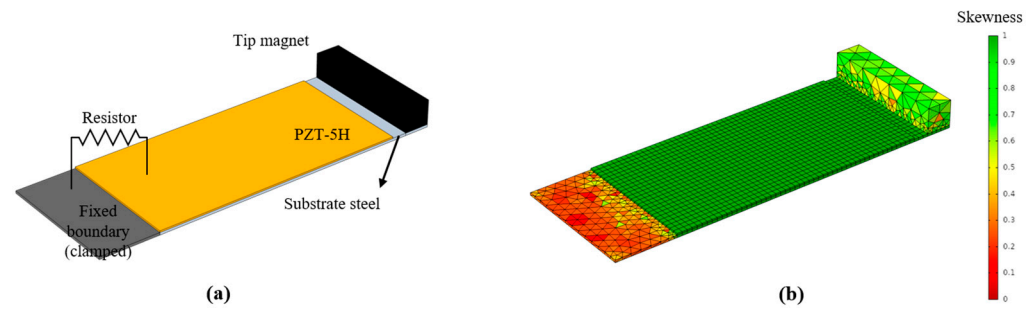 Tip magnet
Resistor
PZT-5H
Substrate steel
Fixed
boundary
(clamped)
(a)
Skewness
1
0.9
0.8
0.7
0.6
0.5
0.4
0.3
0.2
0.1
0
(b)